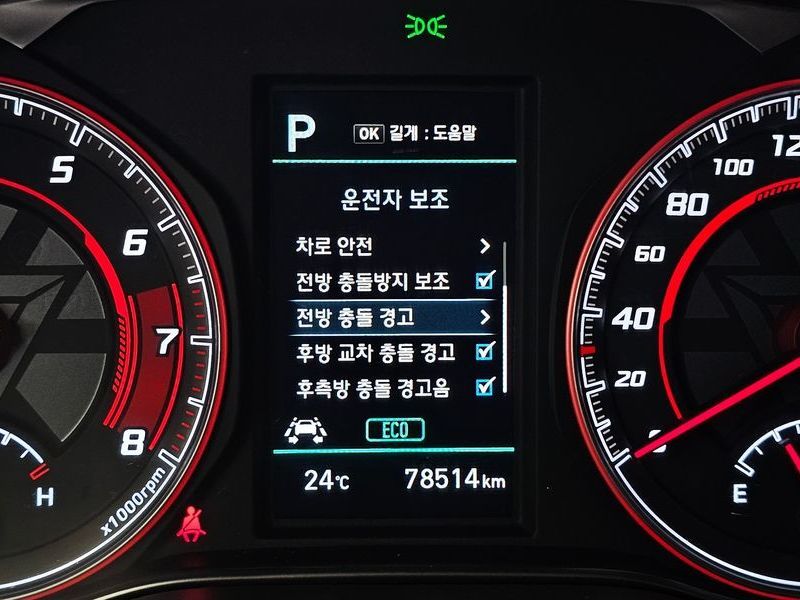 P
OK 길게 : 도움말
운전자 보조
차로 안전
전방 충돌방지 보조
전방 충돌 경고
후방 교차 충돌 경고
후측방 충돌 경고음
ECO
24℃ 78514km
5
6
7
8
x1000rpm
H
0
20
40
60
80
100
12
E